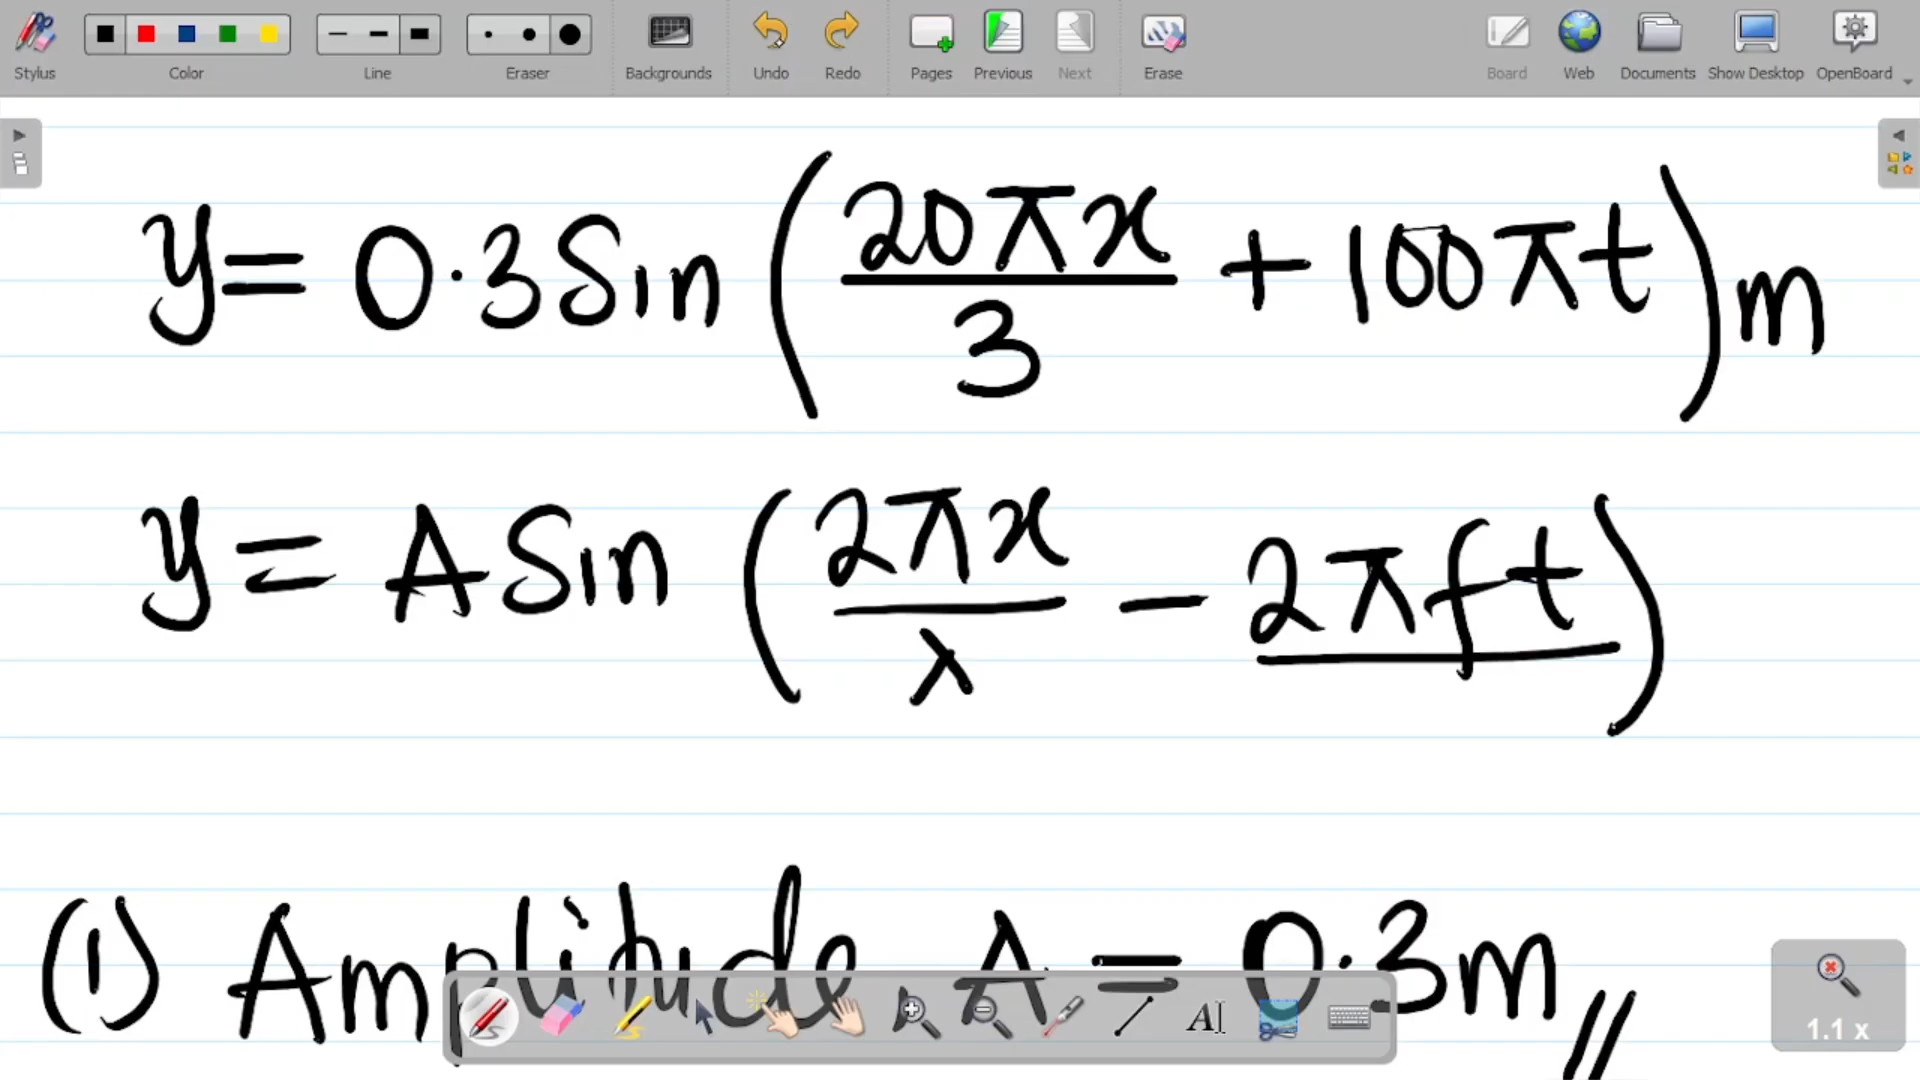 Stylus Color Line Eraser Backgrounds Undo Redo Pages Previous Next Erase Board Web Documents Show Desktop OpenBoard
y = 0.3 Sin (20πx/3 + 100πt) m
y = A Sin (2πx/λ - 2πft)
(1) Amplitude A = 0.3m //
1.1 x